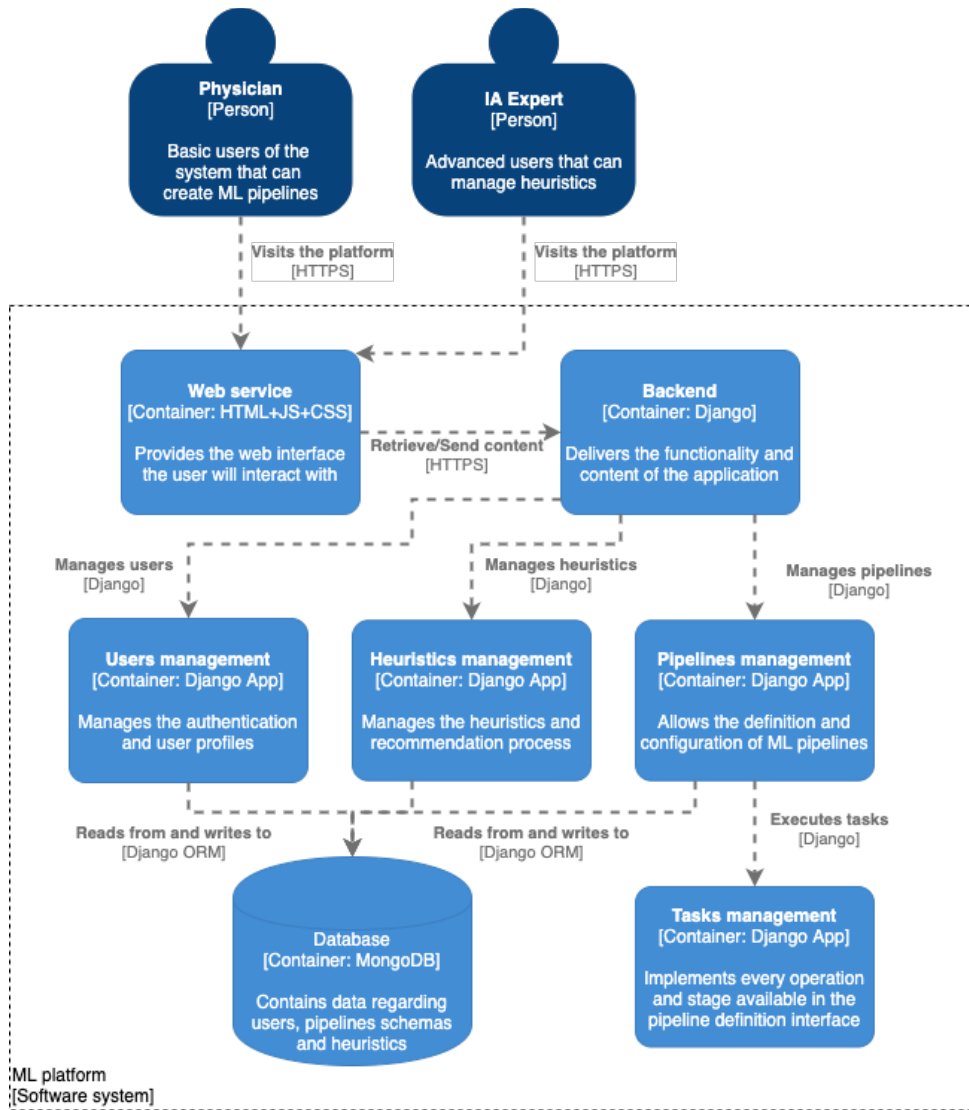 Physician
[Person]
Basic users of the
system that can
create ML pipelines
IA Expert
[Person]
Advanced users that can
manage heuristics
Visits the platform
[HTTPS]
Visits the platform
[HTTPS]
Web service
[Container: HTML+JS+CSS]
Provides the web interface
the user will interact with
Retrieve/Send content
[HTTPS]
Backend
[Container: Django]
Delivers the functionality and
content of the application
Manages users
[Django]
Manages heuristics
[Django]
Manages pipelines
[Django]
Users management
[Container: Django App]
Manages the authentication
and user profiles
Heuristics management
[Container: Django App]
Manages the heuristics and
recommendation process
Pipelines management
[Container: Django App]
Allows the definition and
configuration of ML pipelines
Reads from and writes to
[Django ORM]
Reads from and writes to
[Django ORM]
Executes tasks
[Django]
Database
[Container: MongoDB]
Contains data regarding
users, pipelines schemas
and heuristics
Tasks management
[Container: Django App]
Implements every operation
and stage available in the
pipeline definition interface
ML platform
[Software system]